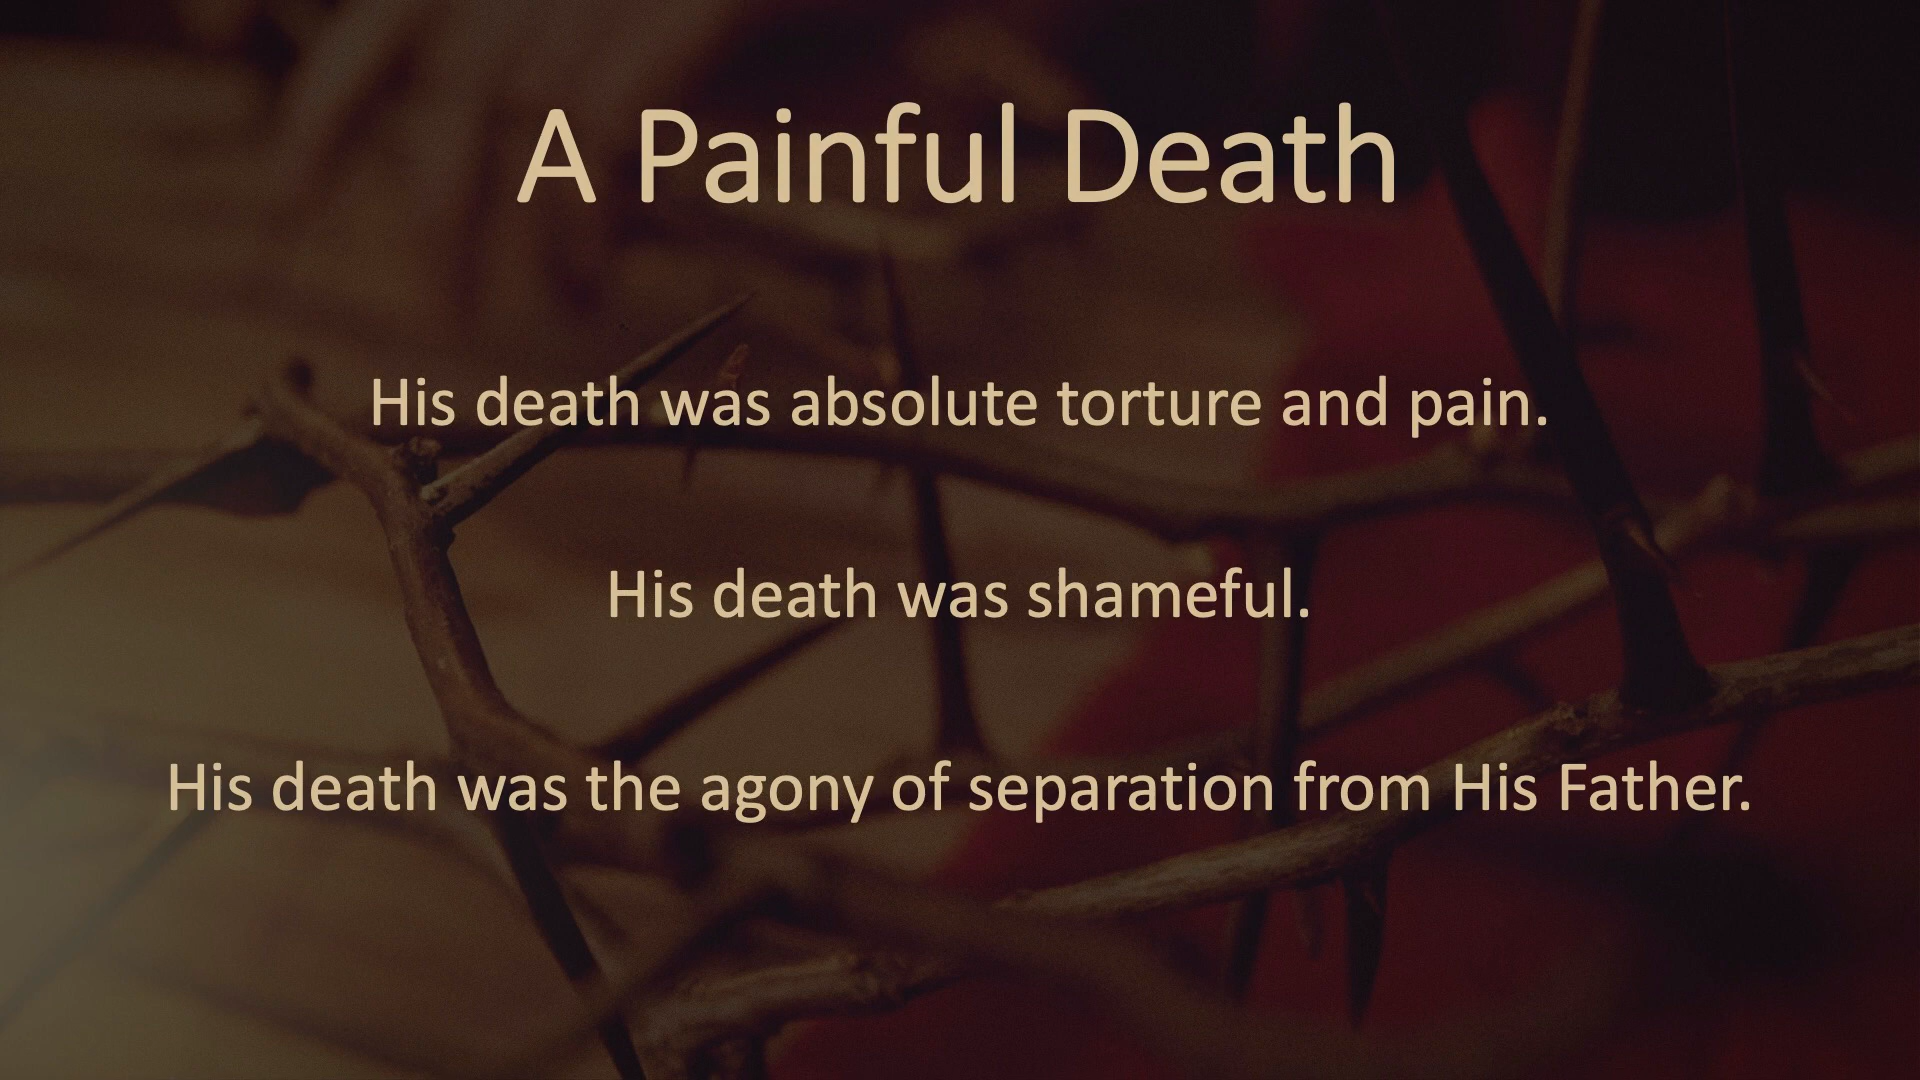 A Painful Death
His death was absolute torture and pain.
His death was shameful.
His death was the agony of separation from His Father.